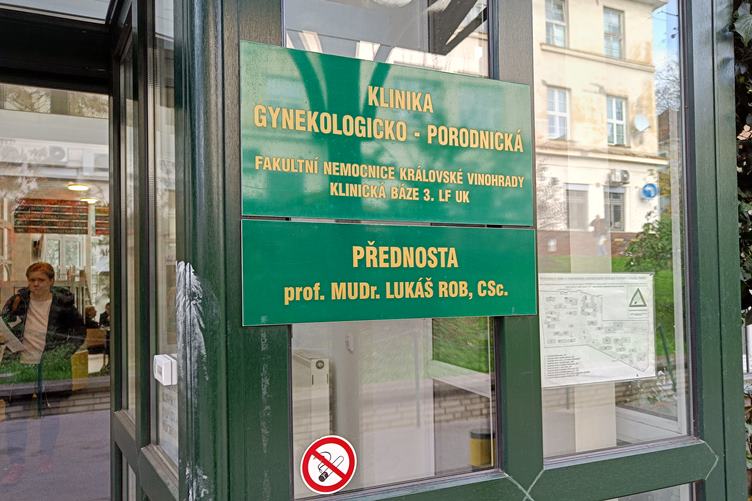 KLINIKA
GYNEKOLOGICKO - PORODNICKÁ
FAKULTNÍ NEMOCNICE KRÁLOVSKÉ VINOHRADY
KLINICKÁ BÁZE 3. LF UK
PŘEDNOSTA
prof. MUDr. LUKÁŠ ROB, CSc.